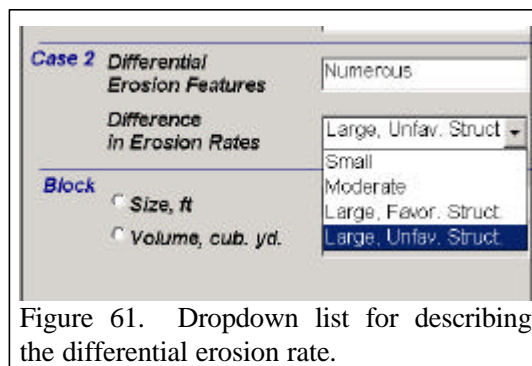 Case 2 Differential
Erosion Features
Numerous
Difference
in Erosion Rates
Large, Unfav. Struct
Small
Moderate
Large, Favor. Struct.
Large, Unfav. Struct.
Block
Size, ft
Volume, cub. yd.
Figure 61. Dropdown list for describing
the differential erosion rate.